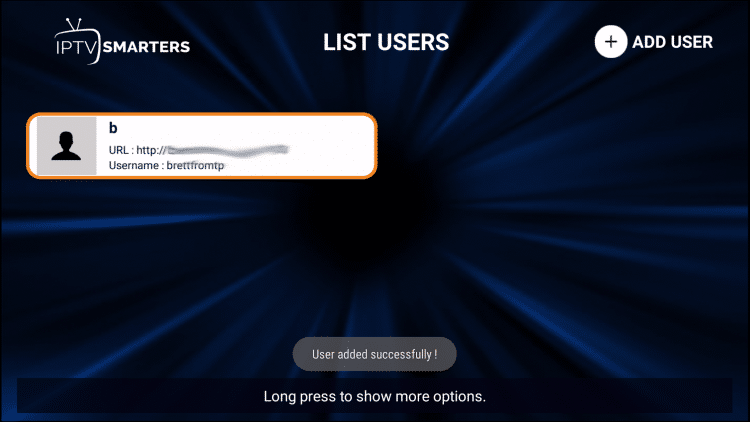 IPTV SMARTERS
LIST USERS
+ ADD USER
b
URL : http://
Username : brettfromtp
User added successfully !
Long press to show more options.